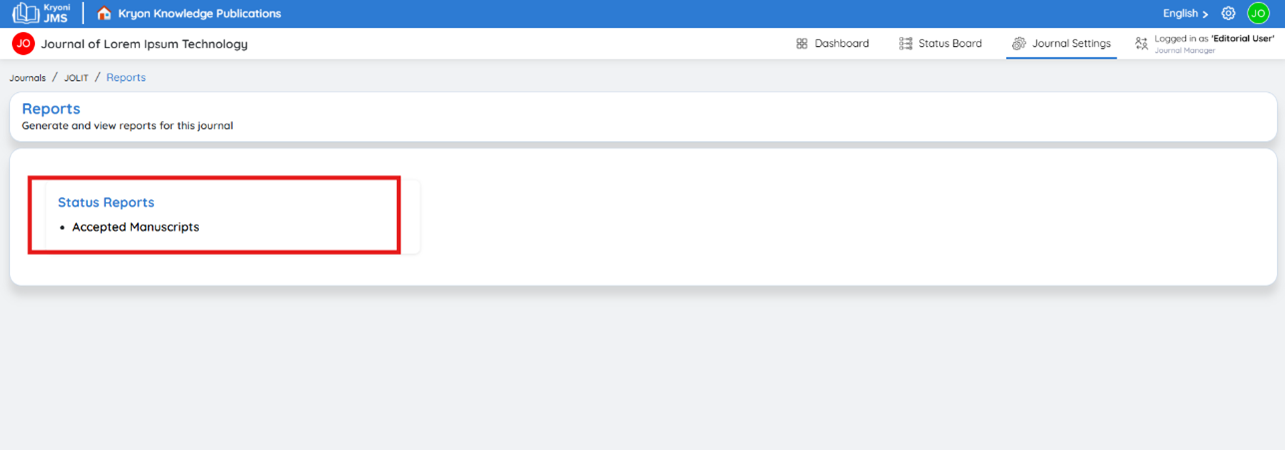 Kryoni
JMS
Kryon Knowledge Publications
English >
JO
JO
Journal of Lorem Ipsum Technology
Dashboard
Status Board
Journal Settings
Logged in as 'Editorial User'
Journal Manager
Journals / JOLIT / Reports
Reports
Generate and view reports for this journal
Status Reports
• Accepted Manuscripts